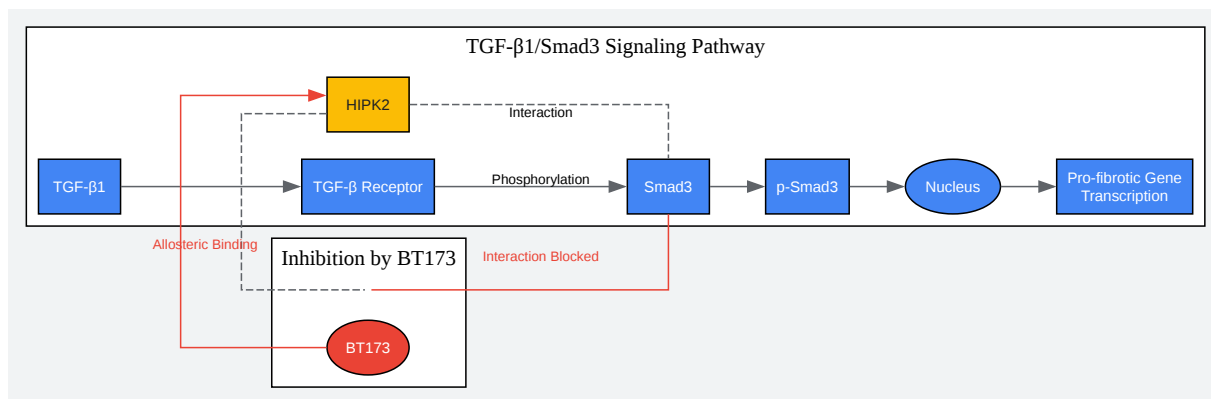 TGF-β1/Smad3 Signaling Pathway
HIPK2
Interaction
TGF-β1
TGF-β Receptor
Phosphorylation
Smad3
p-Smad3
Nucleus
Pro-fibrotic Gene
Transcription
Allosteric Binding
Inhibition by BT173
Interaction Blocked
BT173